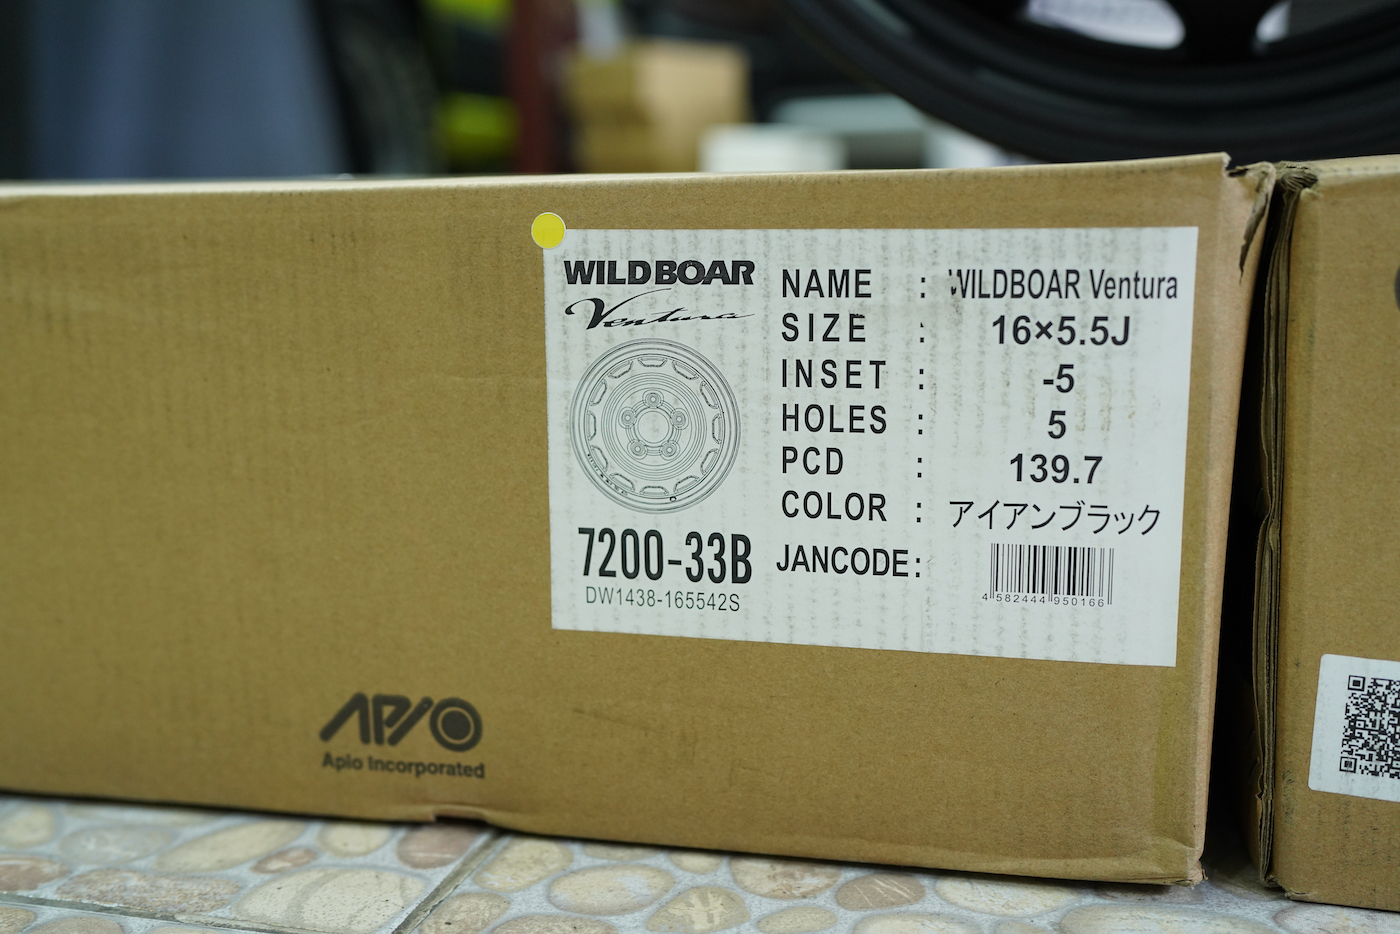 WILDBOAR
Ventura
7200-33B
DW1438-165542S
NAME : WILDBOAR Ventura
SIZE : 16×5.5J
INSET : -5
HOLES : 5
PCD : 139.7
COLOR : アイアンブラック
JANCODE:
4 582444 950166
APIO
Apio Incorporated